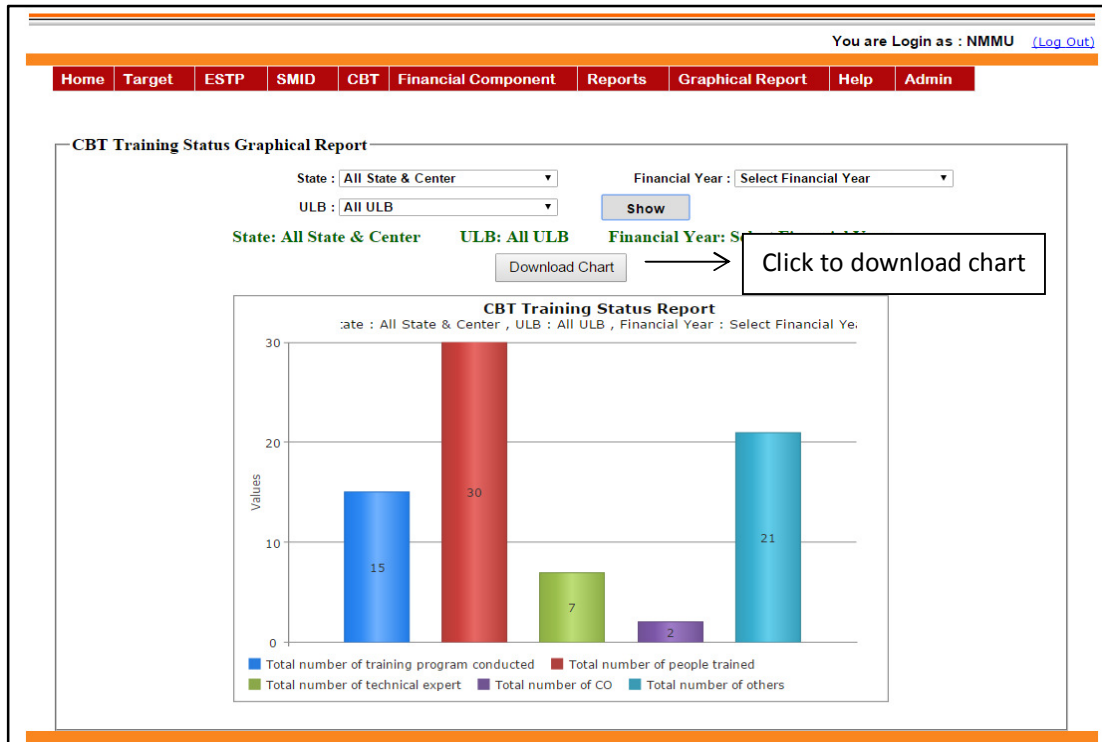 You are Login as : NMMU (Log Out)
Home Target ESTP SMID CBT Financial Component Reports Graphical Report Help Admin
CBT Training Status Graphical Report
State : All State & Center Financial Year : Select Financial Year
ULB : All ULB Show
State: All State & Center ULB: All ULB Financial Year:
Download Chart
Click to download chart
CBT Training Status Report
ate : All State & Center , ULB : All ULB , Financial Year : Select Financial Ye
30
20
10
0
Values
15
30
7
2
21
Total number of training program conducted Total number of people trained
Total number of technical expert Total number of CO Total number of others